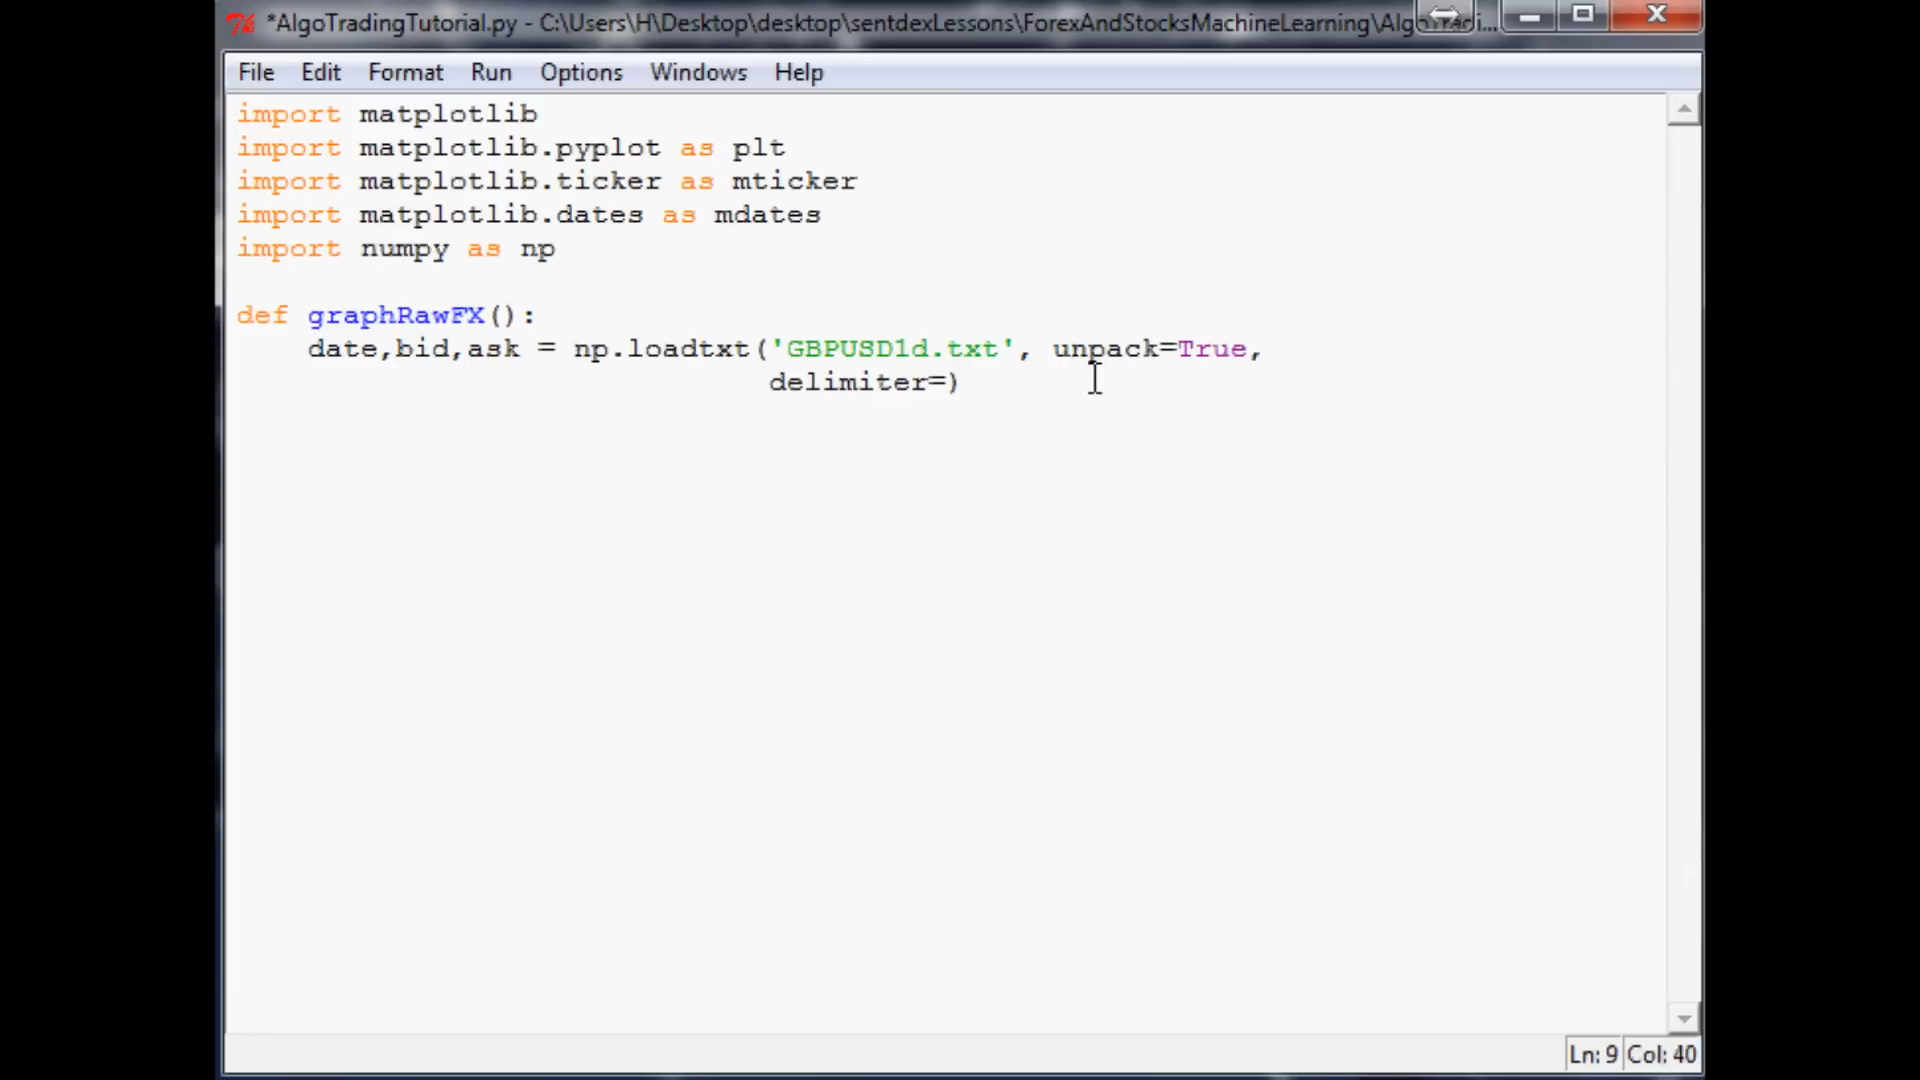 *AlgoTradingTutorial.py - C:\Users\H\Desktop\desktop\sentdexLessons\ForexAndStocksMachineLearning\AlgoTradi...
File Edit Format Run Options Windows Help
import matplotlib
import matplotlib.pyplot as plt
import matplotlib.ticker as mticker
import matplotlib.dates as mdates
import numpy as np
def graphRawFX():
date,bid,ask = np.loadtxt('GBPUSD1d.txt', unpack=True,
delimiter=)
Ln: 9 Col: 40